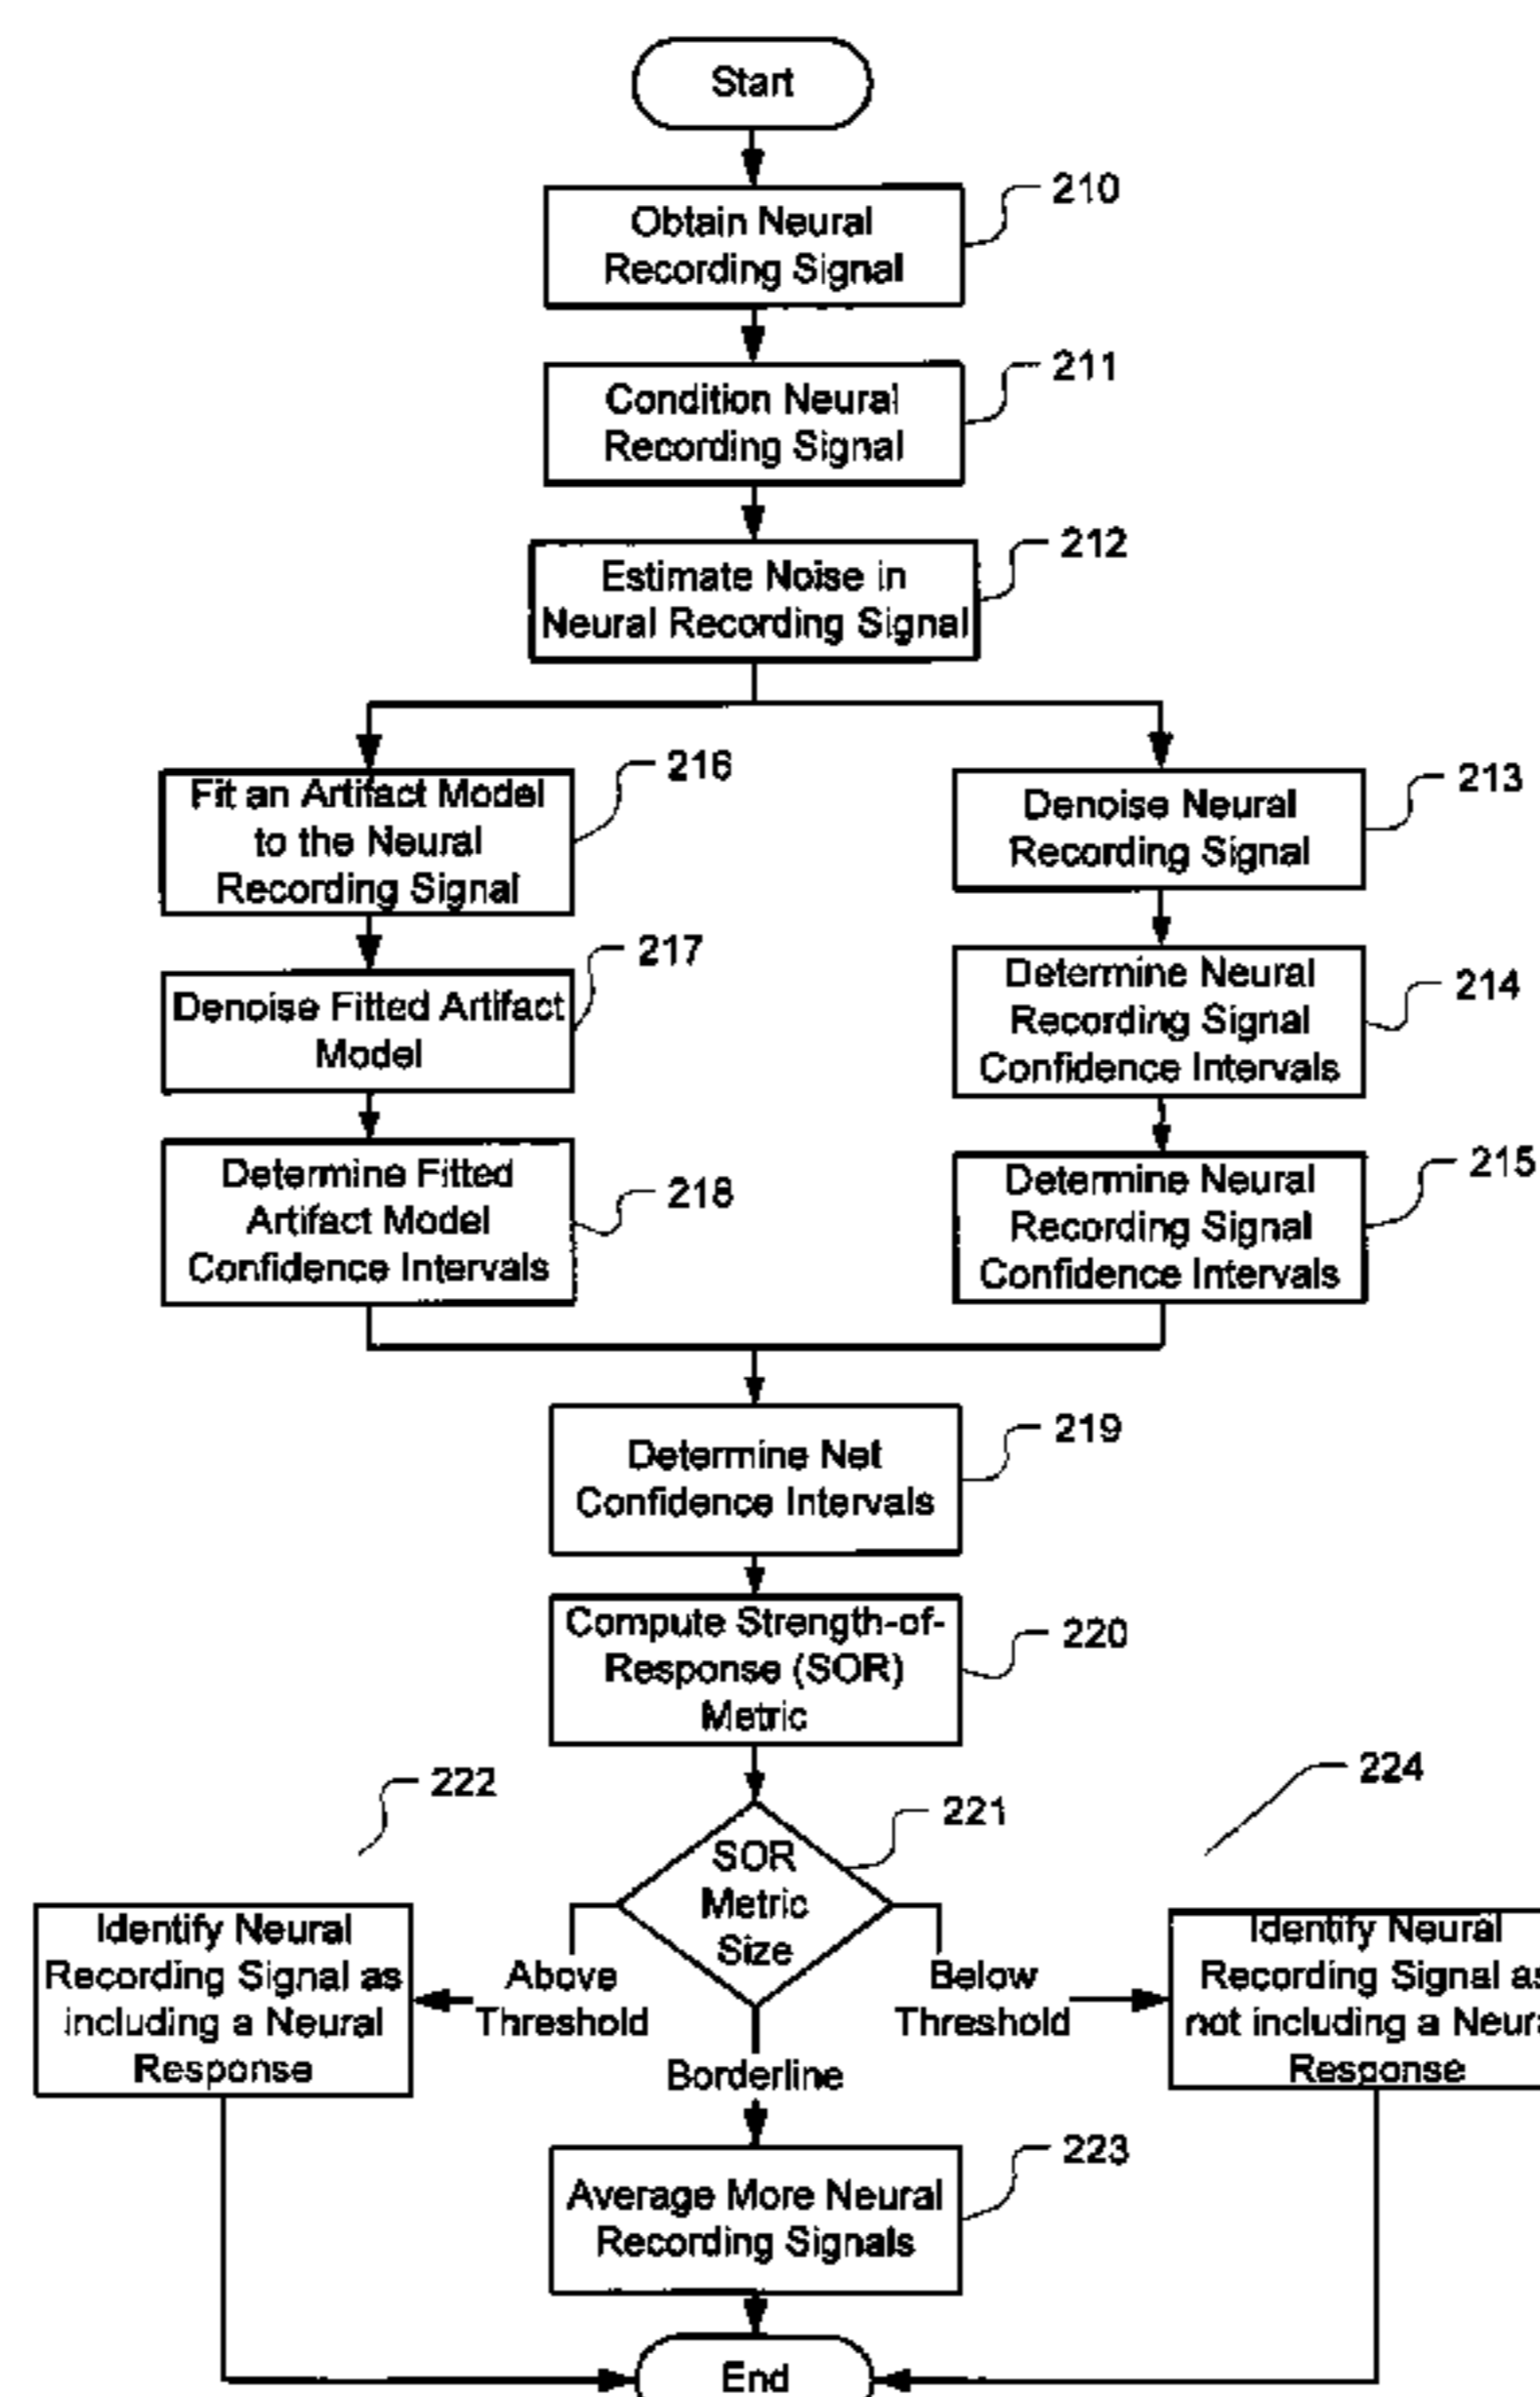 Start
210
Obtain Neural
Recording Signal
211
Condition Neural
Recording Signal
212
Estimate Noise in
Neural Recording Signal
216
Fit an Artifact Model
to the Neural
Recording Signal
213
Denoise Neural
Recording Signal
217
Denoise Fitted Artifact
Model
214
Determine Neural
Recording Signal
Confidence Intervals
218
Determine Fitted
Artifact Model
Confidence Intervals
215
Determine Neural
Recording Signal
Confidence Intervals
219
Determine Net
Confidence Intervals
220
Compute Strength-of-
Response (SOR)
Metric
222
221
224
SOR
Metric
Size
Identify Neural
Recording Signal as
including a Neural
Response
Above
Threshold
Below
Threshold
Identify Neural
Recording Signal as
not including a Neura
Response
Borderline
223
Average More Neural
Recording Signals
End